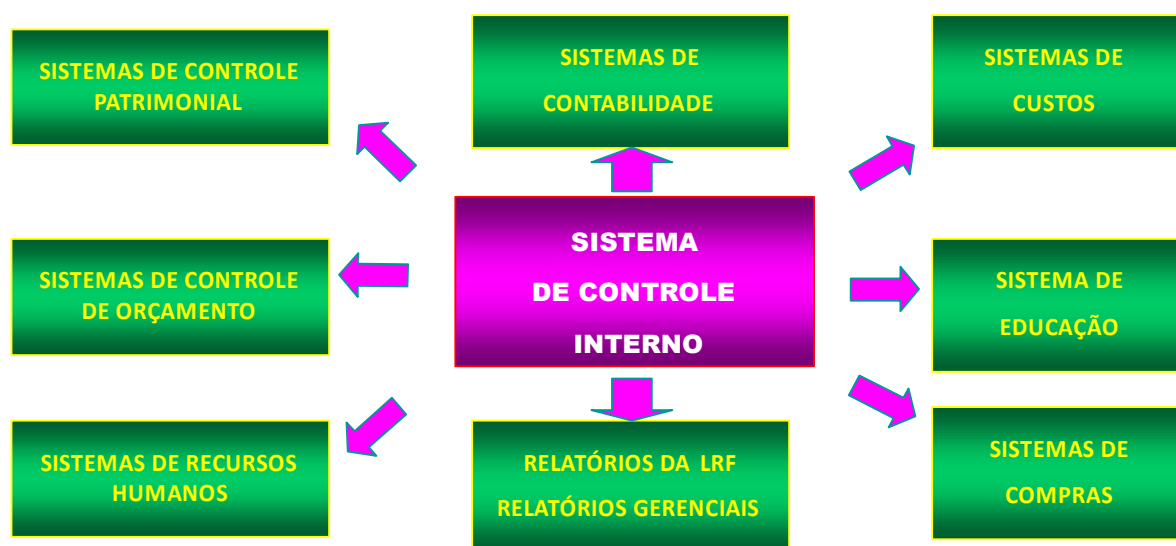 SISTEMAS DE CONTROLE
PATRIMONIAL
SISTEMAS DE
CONTABILIDADE
SISTEMAS DE
CUSTOS
SISTEMAS DE CONTROLE
DE ORÇAMENTO
SISTEMA
DE CONTROLE
INTERNO
SISTEMA DE
EDUCAÇÃO
SISTEMAS DE RECURSOS
HUMANOS
RELATÓRIOS DA LRF
RELATÓRIOS GERENCIAIS
SISTEMAS DE
COMPRAS